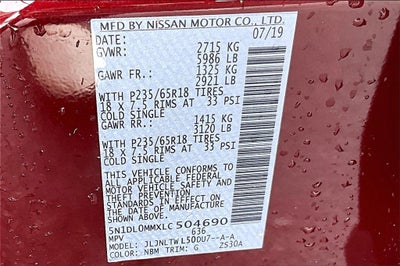 MFD BY NISSAN MOTOR CO., LTD.
DATE: 07/19
GVWR: 2715 KG
5986 LB
GAWR FR.: 1325 KG
2921 LB
WITH P235/65R18 TIRES
18 X 7.5 RIMS AT 33 PSI
COLD SINGLE
GAWR RR.: 1415 KG
3120 LB
WITH P235/65R18 TIRES
18 X 7.5 RIMS AT 33 PSI
COLD SINGLE
THIS VEHICLE CONFORMS TO
ALL APPLICABLE FEDERAL
MOTOR VEHICLE SAFETY AND THEFT
PREVENTION STANDARDS IN EFFECT
ON THE DATE OF MANUFACTURE
SHOWN ABOVE.
5N1DL0MMXLC504690
MPV 636
MODEL: JLJNLTWL50UU7--A-A
COLOR: NBM TRIM: G ZS30A